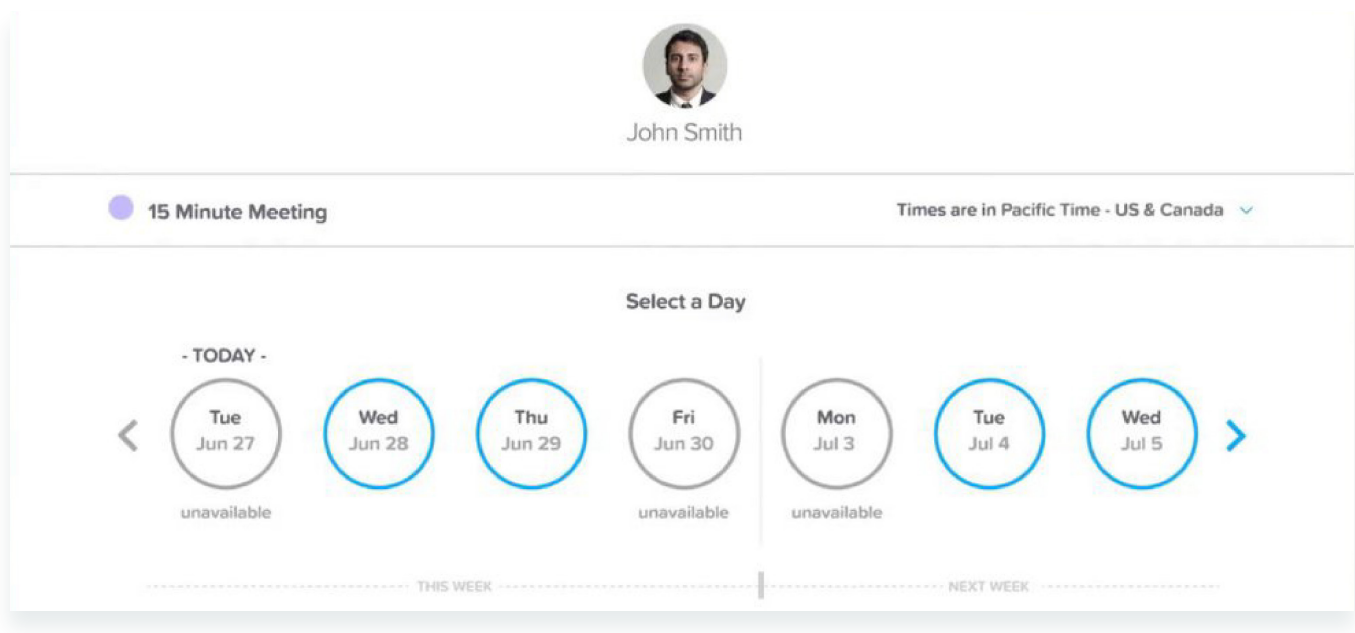 John Smith
15 Minute Meeting
Times are in Pacific Time - US & Canada
Select a Day
- TODAY -
Tue
Jun 27
unavailable
Wed
Jun 28
Thu
Jun 29
Fri
Jun 30
unavailable
Mon
Jul 3
unavailable
Tue
Jul 4
Wed
Jul 5
THIS WEEK
NEXT WEEK